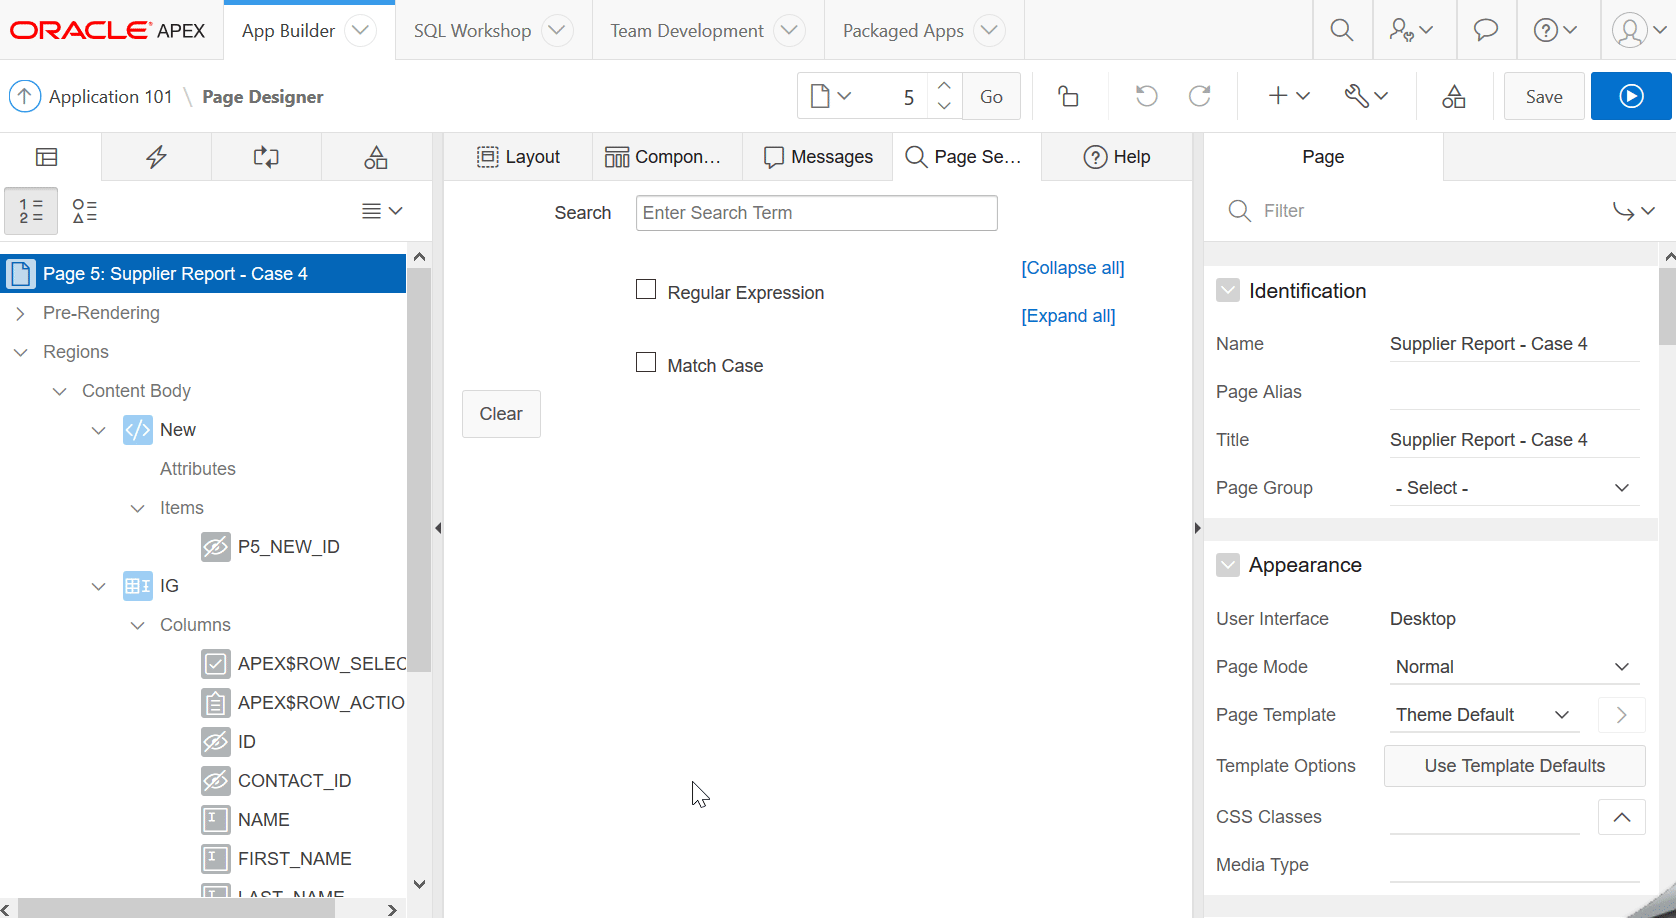 ORACLE APEX
App Builder
SQL Workshop
Team Development
Packaged Apps
Application 101 \ Page Designer
5
Go
Save
Layout
Compon...
Messages
Page Se...
Help
Page
Search
Enter Search Term
Filter
Page 5: Supplier Report - Case 4
Pre-Rendering
Regions
Content Body
New
Attributes
Items
P5_NEW_ID
IG
Columns
APEX$ROW_SELEC
APEX$ROW_ACTIO
ID
CONTACT_ID
NAME
FIRST_NAME
LAST_NAME
[Collapse all]
Regular Expression
[Expand all]
Match Case
Clear
Identification
Name Supplier Report - Case 4
Page Alias
Title Supplier Report - Case 4
Page Group - Select -
Appearance
User Interface Desktop
Page Mode Normal
Page Template Theme Default
Template Options Use Template Defaults
CSS Classes
Media Type